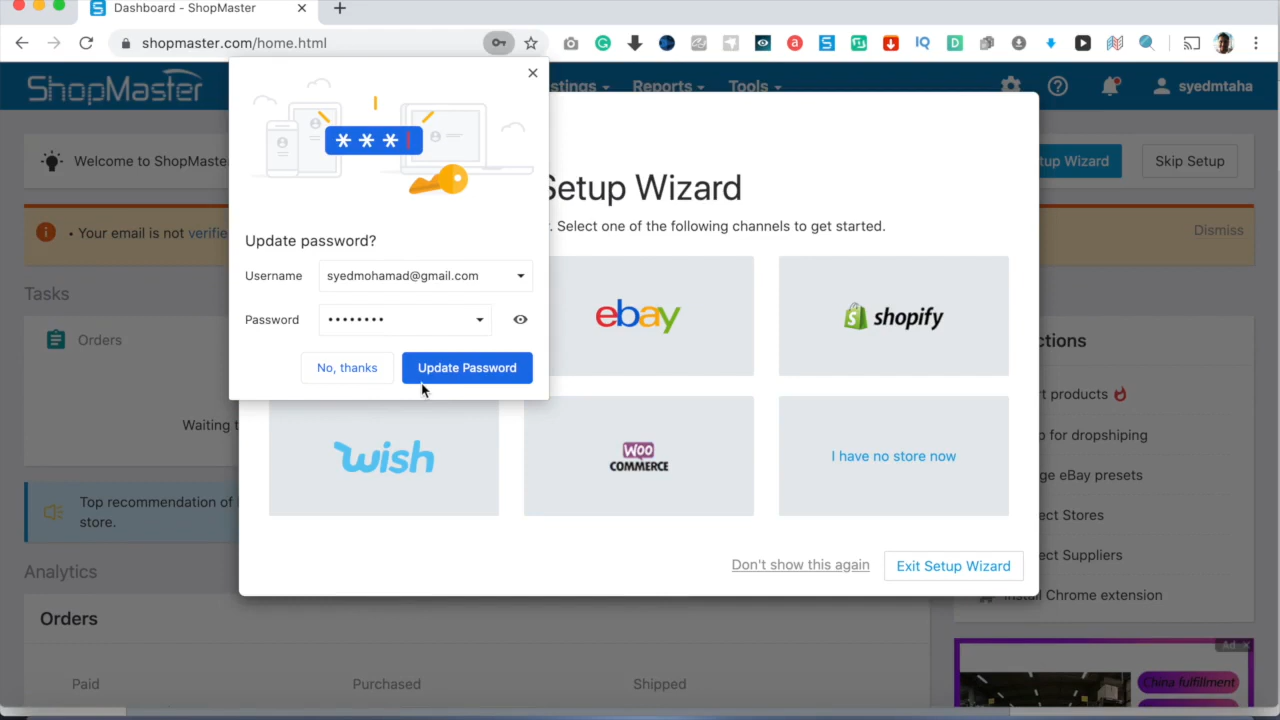 Dashboard - ShopMaster
shopmaster.com/home.html
ShopMaster
Reports
Tools
syedmtaha
Welcome to ShopMaster
Skip Setup
Setup Wizard
• Your email is not verifie
Dismiss
Update password?
Username
syedmohamad@gmail.com
Password
••••••••
No, thanks
Update Password
Setup Wizard
. Select one of the following channels to get started.
ebay
shopify
wish
WOO
COMMERCE
I have no store now
Don't show this again
Exit Setup Wizard
Tasks
Orders
Waiting t
Top recommendation of
store.
Analytics
Orders
Paid
Purchased
Shipped
ctions
t products
o for dropshiping
ge eBay presets
ect Stores
ect Suppliers
Install Chrome extension
Ad
China fulfillment